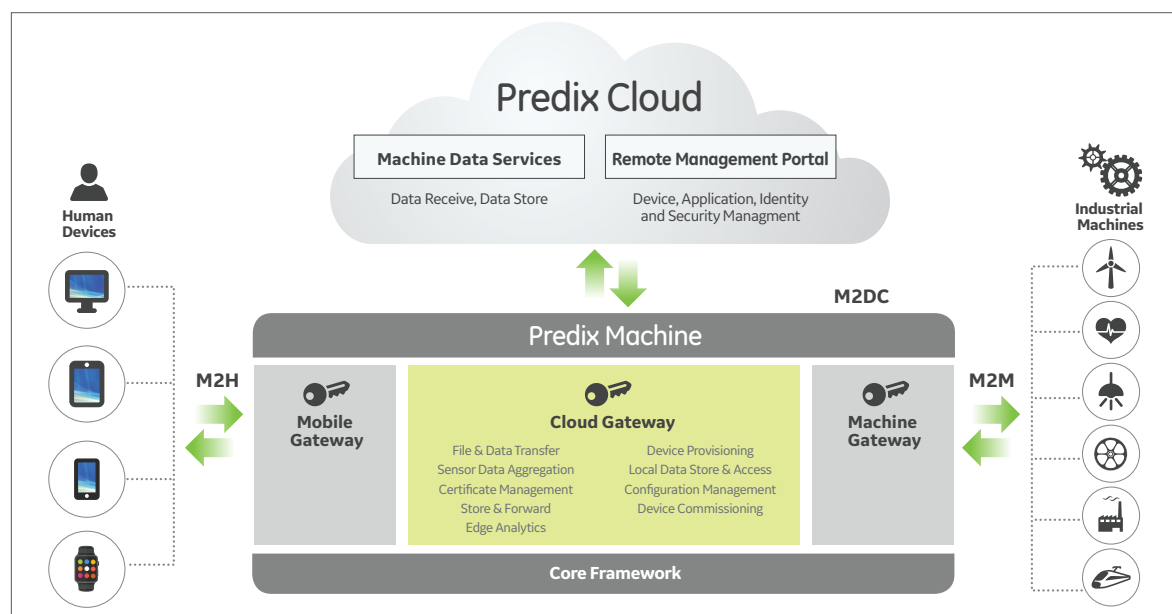 Predix Cloud
Machine Data Services
Data Receive, Data Store
Remote Management Portal
Device, Application, Identity
and Security Managment
Human
Devices
Industrial
Machines
M2DC
Predix Machine
M2H
Mobile
Gateway
Cloud Gateway
File & Data Transfer
Sensor Data Aggregation
Certificate Management
Store & Forward
Edge Analytics
Device Provisioning
Local Data Store & Access
Configuration Management
Device Commissioning
Machine
Gateway
M2M
Core Framework